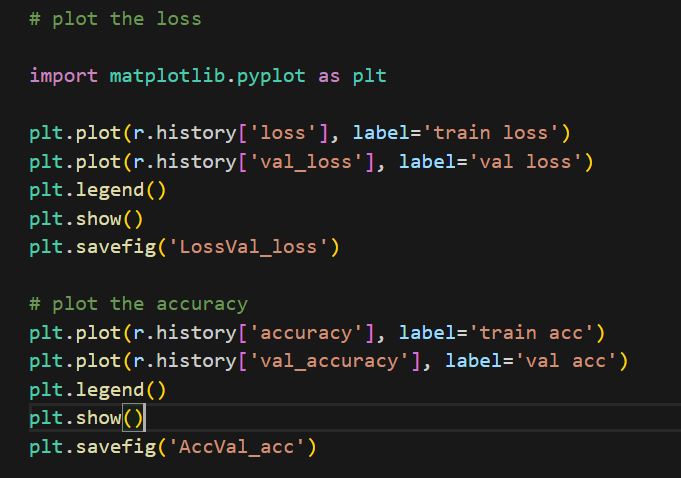 # plot the loss
import matplotlib.pyplot as plt
plt.plot(r.history['loss'], label='train loss')
plt.plot(r.history['val_loss'], label='val loss')
plt.legend()
plt.show()
plt.savefig('LossVal_loss')
# plot the accuracy
plt.plot(r.history['accuracy'], label='train acc')
plt.plot(r.history['val_accuracy'], label='val acc')
plt.legend()
plt.show()
plt.savefig('AccVal_acc')